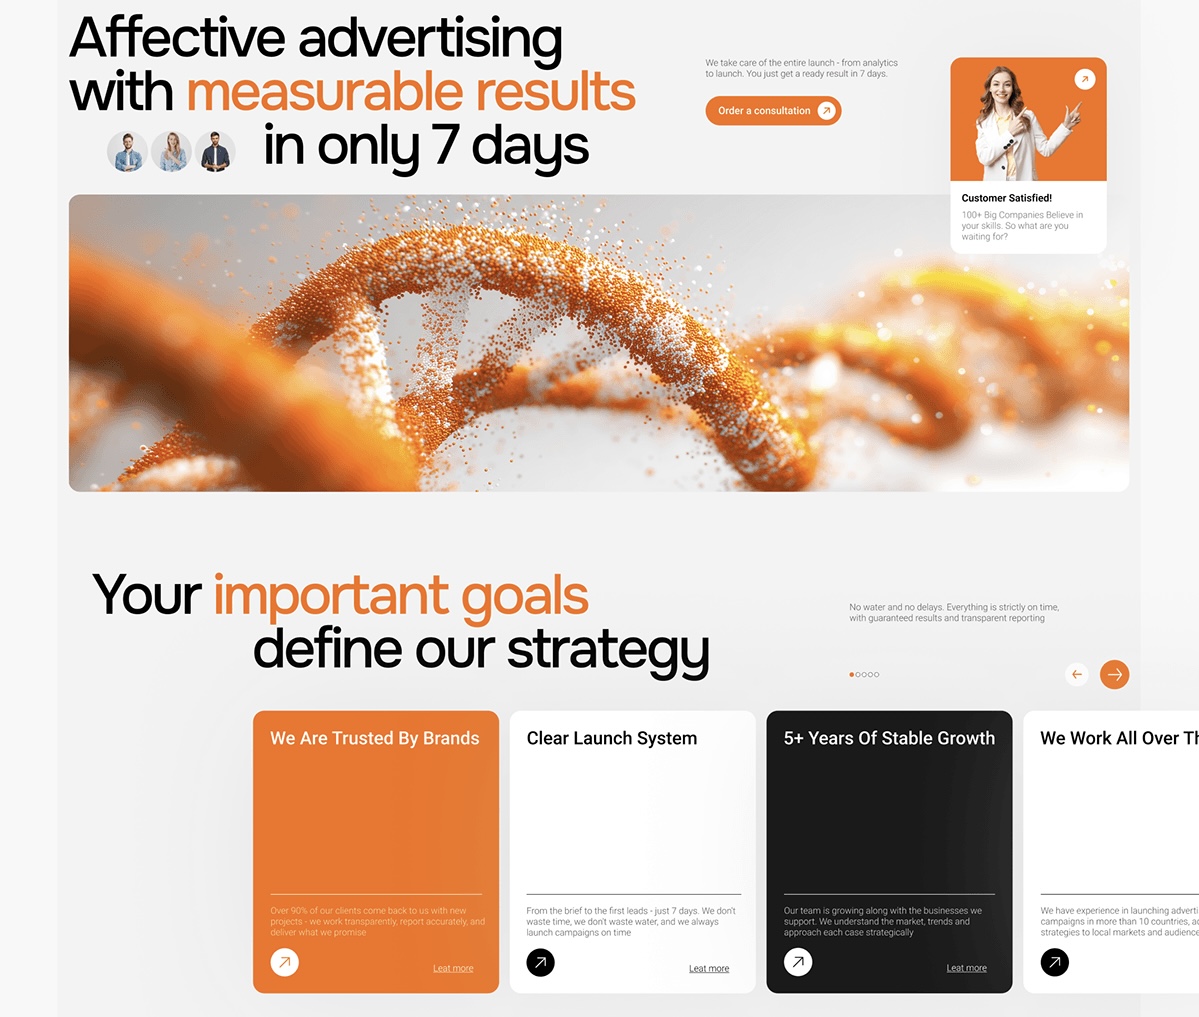 Affective advertising
with measurable results
in only 7 days
We take care of the entire launch - from analytics
to launch. You just get a ready result in 7 days.
Order a consultation
Customer Satisfied!
100+ Big Companies Believe in
your skills. So what are you
waiting for?
Your important goals
define our strategy
No water and no delays. Everything is strictly on time,
with guaranteed results and transparent reporting
We Are Trusted By Brands
Over 90% of our clients come back to us with new
projects - we work transparently, report accurately, and
deliver what we promise
Leat more
Clear Launch System
From the brief to the first leads - just 7 days. We don't
waste time, we don't waste water, and we always
launch campaigns on time
Leat more
5+ Years Of Stable Growth
Our team is growing along with the businesses we
support. We understand the market, trends and
approach each case strategically
Leat more
We Work All Over Th
We have experience in launching adverti
campaigns in more than 10 countries, ad
strategies to local markets and audience